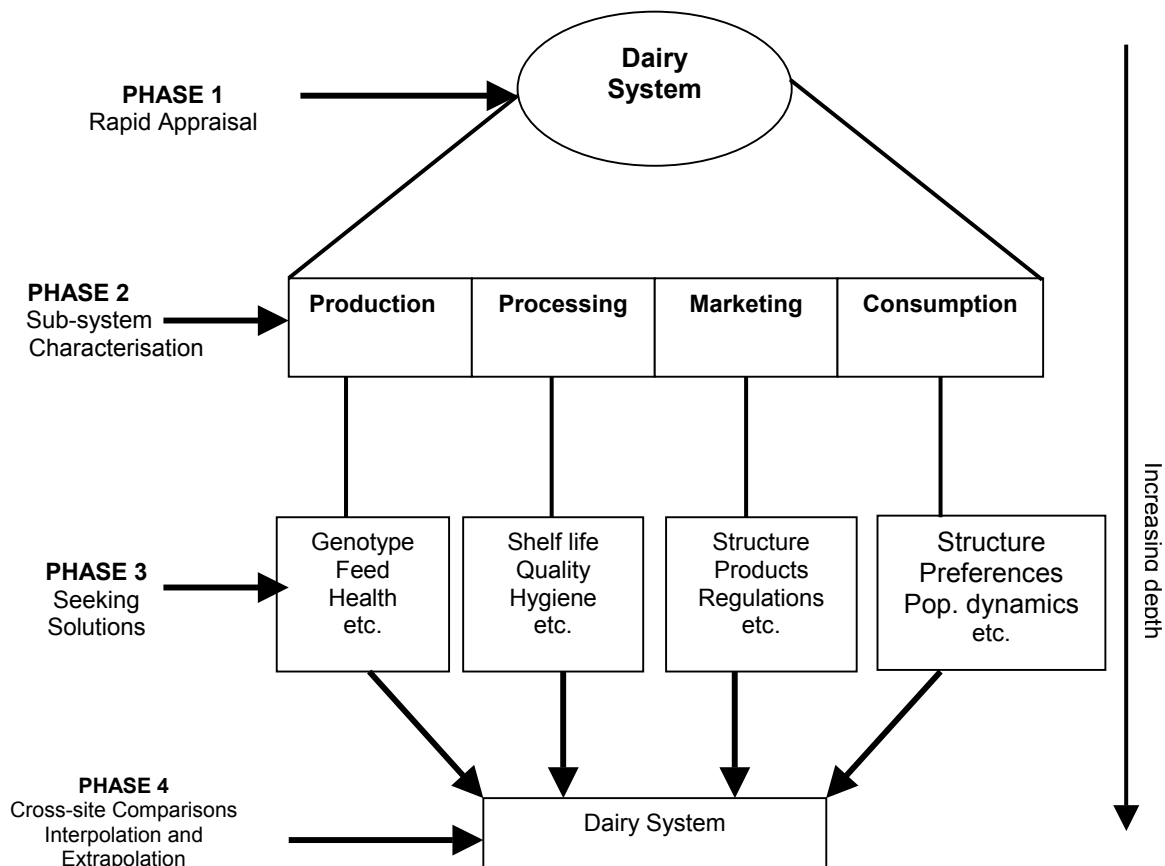 Dairy
System
PHASE 1
Rapid Appraisal
PHASE 2
Sub-system
Characterisation
Production
Processing
Marketing
Consumption
PHASE 3
Seeking
Solutions
Genotype
Feed
Health
etc.
Shelf life
Quality
Hygiene
etc.
Structure
Products
Regulations
etc.
Structure
Preferences
Pop. dynamics
etc.
Increasing depth
PHASE 4
Cross-site Comparisons
Interpolation and
Extrapolation
Dairy System